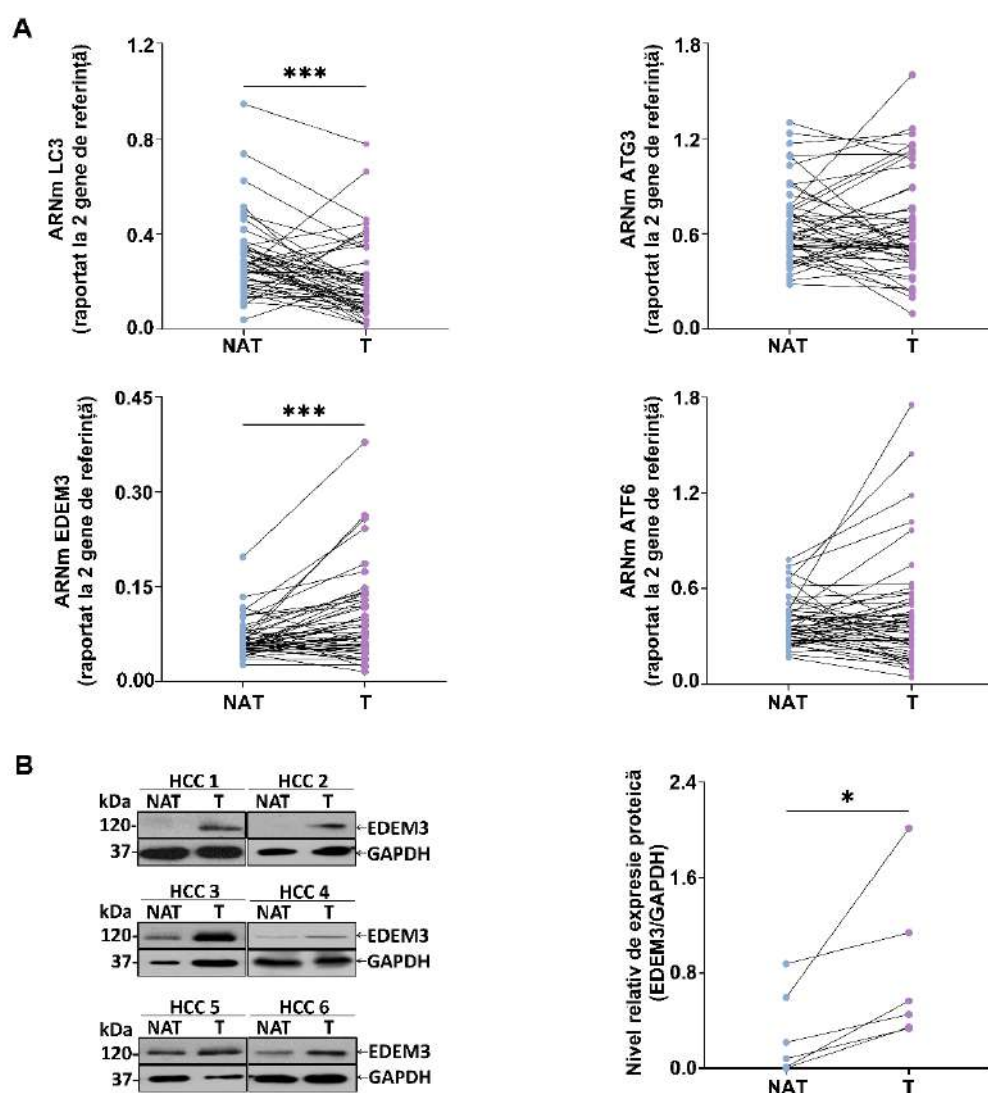 A
ARNm LC3
(raportat la 2 gene de referință)
1.2
0.8
0.4
0.0
***
NAT T
ARNm ATG3
(raportat la 2 gene de referință)
1.8
1.2
0.6
0.0
NAT T
ARNm EDEM3
(raportat la 2 gene de referință)
0.45
0.30
0.15
0.00
***
NAT T
ARNm ATF6
(raportat la 2 gene de referință)
1.8
1.2
0.6
0.0
NAT T
B
HCC 1 HCC 2
kDa NAT T NAT T
120- ←EDEM3
37- ←GAPDH
HCC 3 HCC 4
kDa NAT T NAT T
120- ←EDEM3
37- ←GAPDH
HCC 5 HCC 6
kDa NAT T NAT T
120- ←EDEM3
37- ←GAPDH
Nivel relativ de expresie proteică
(EDEM3/GAPDH)
2.4
1.6
0.8
0.0
*
NAT T